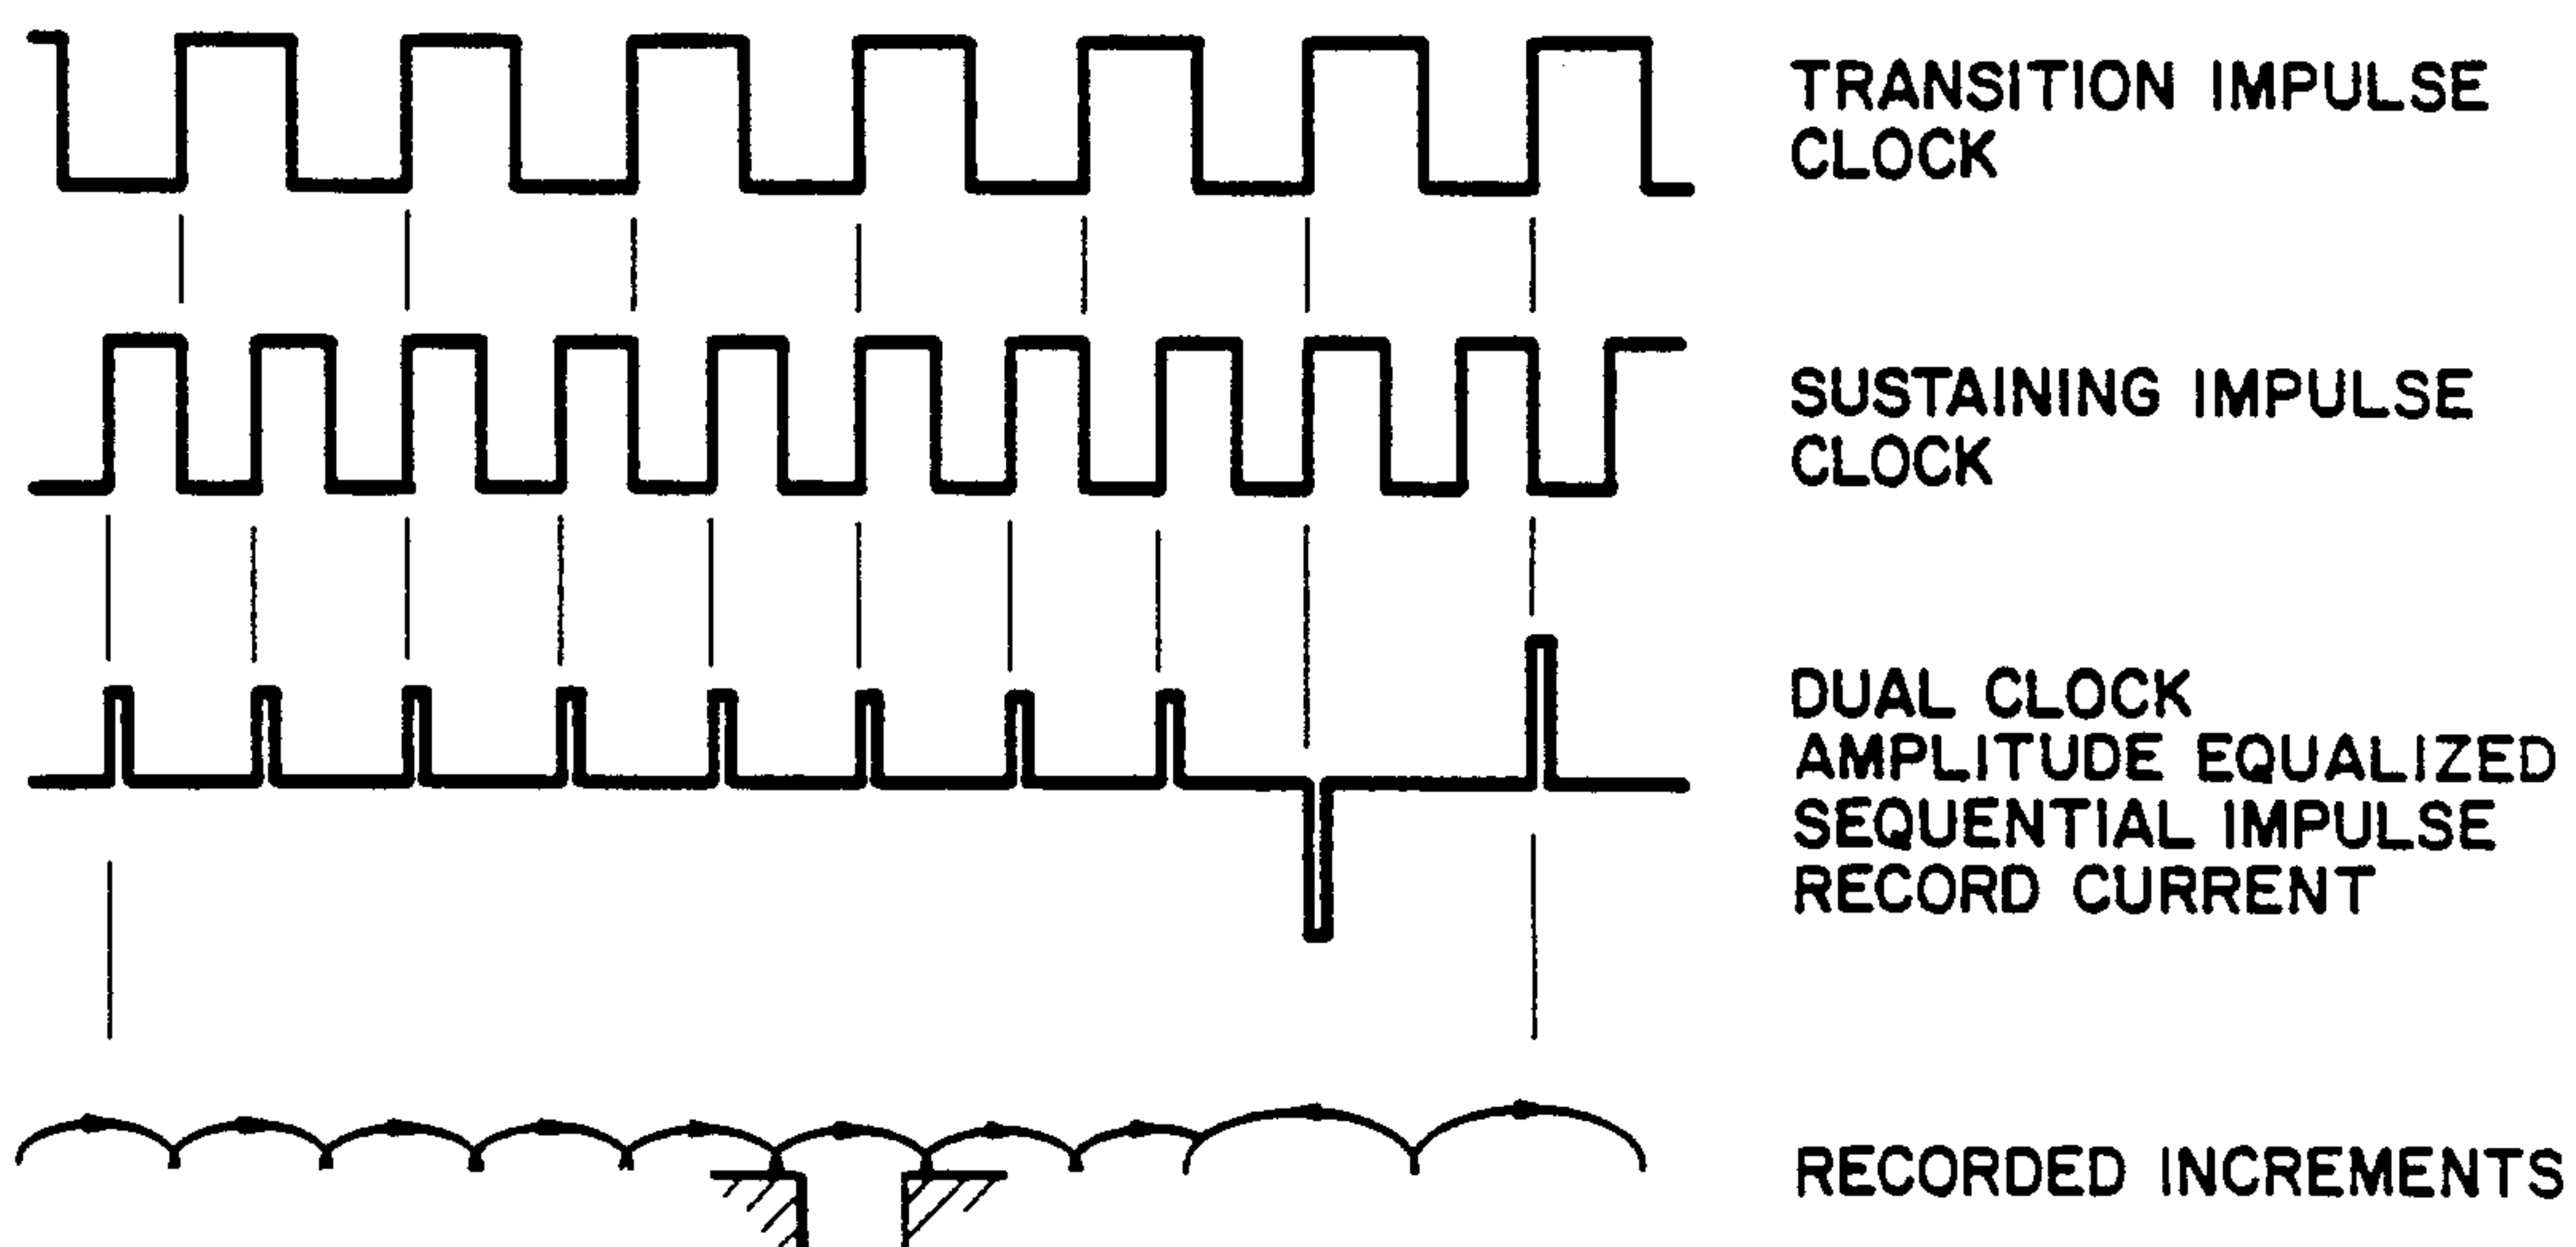 TRANSITION IMPULSE
CLOCK
SUSTAINING IMPULSE
CLOCK
DUAL CLOCK
AMPLITUDE EQUALIZED
SEQUENTIAL IMPULSE
RECORD CURRENT
RECORDED INCREMENTS